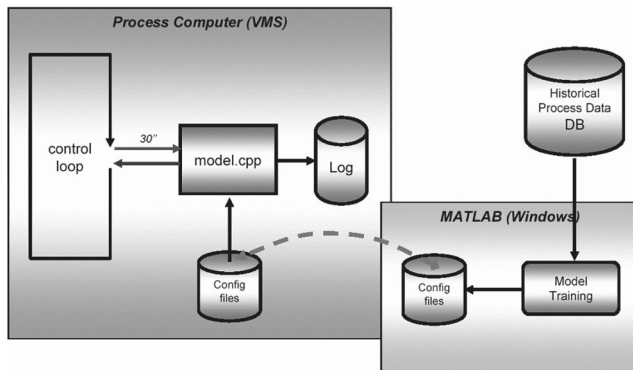 Process Computer (VMS)
control
loop
30"
model.cpp
Log
Config
files
Historical
Process Data
DB
MATLAB (Windows)
Config
files
Model
Training